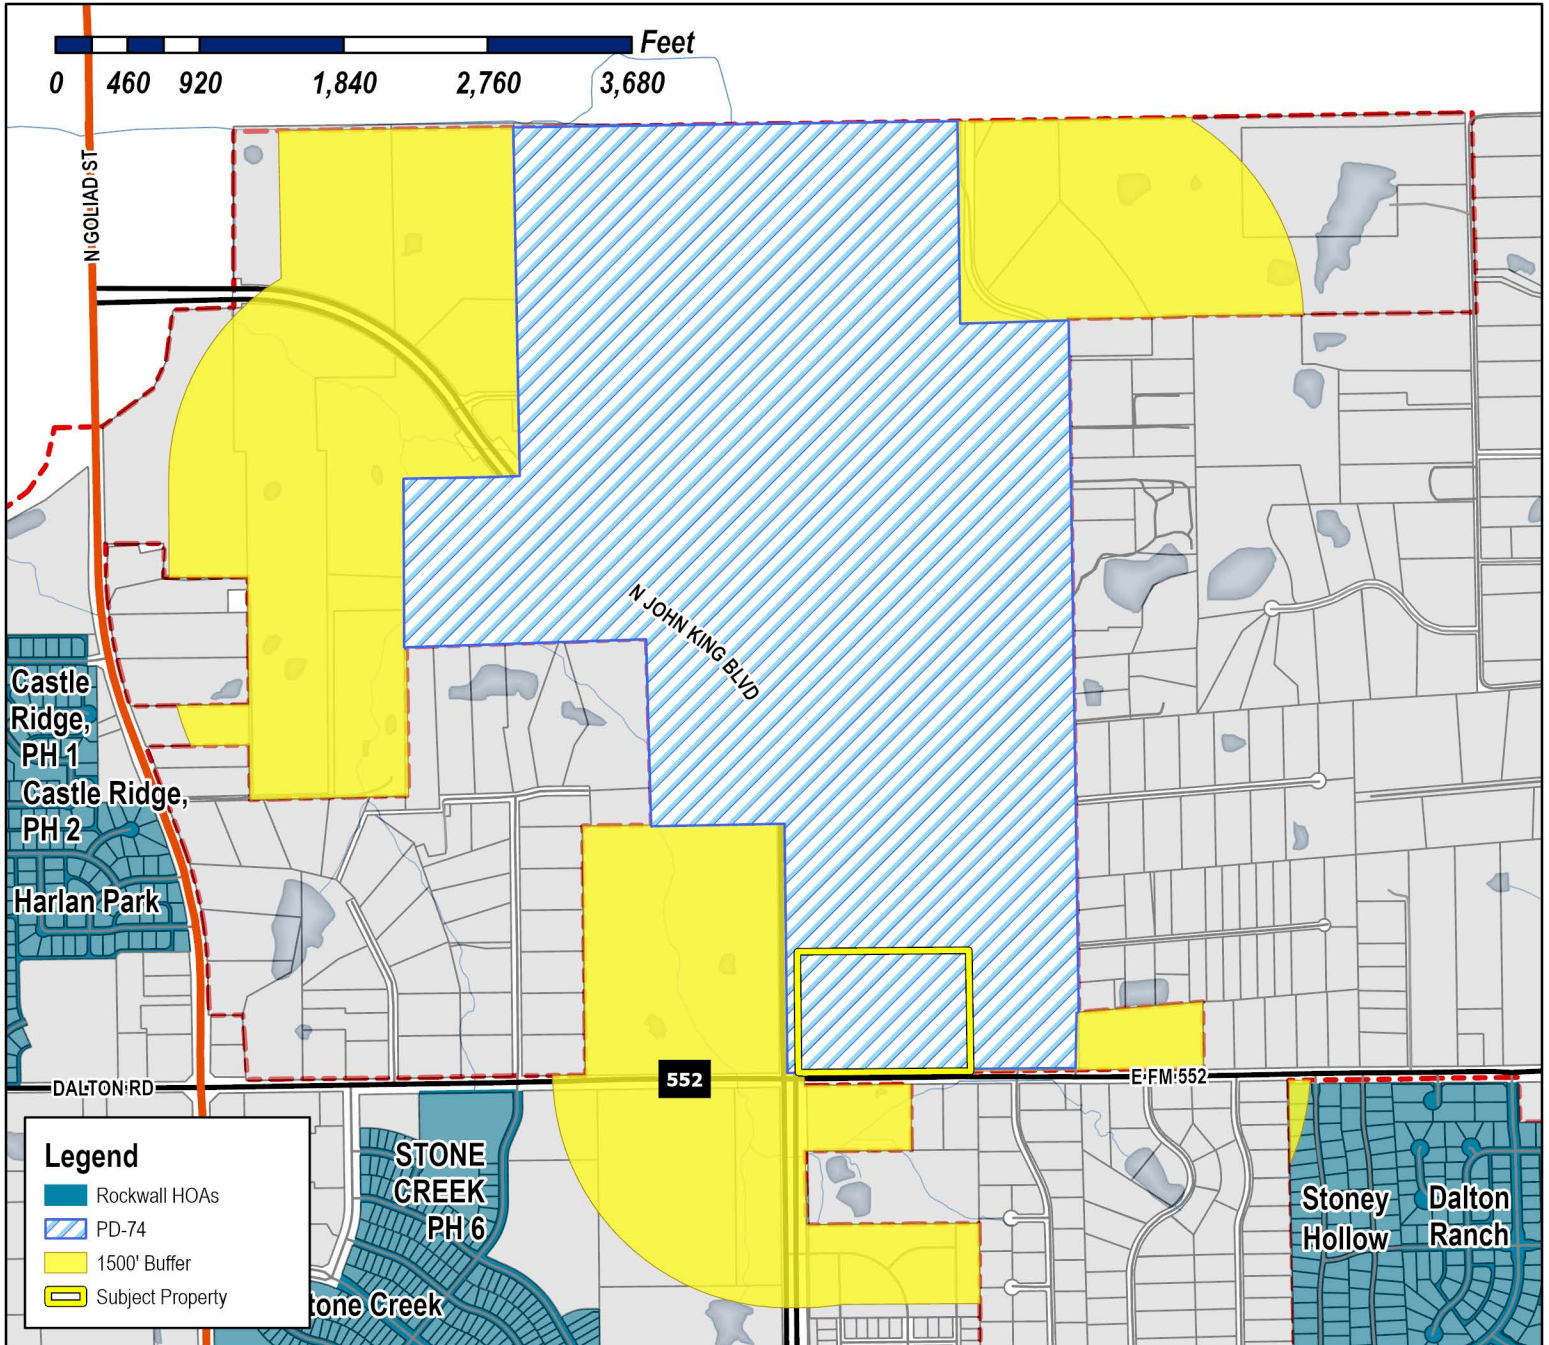 Feet
0 460 920 1,840 2,760 3,680
N GOLIAD ST
N JOHN KING BLVD
Castle
Ridge,
PH 1
Castle Ridge,
PH 2
Harlan Park
552
DALTON RD
E FM 552
Legend
Rockwall HOAs
PD-74
1500' Buffer
Subject Property
STONE
CREEK
PH 6
tone Creek
Stoney
Hollow
Dalton
Ranch